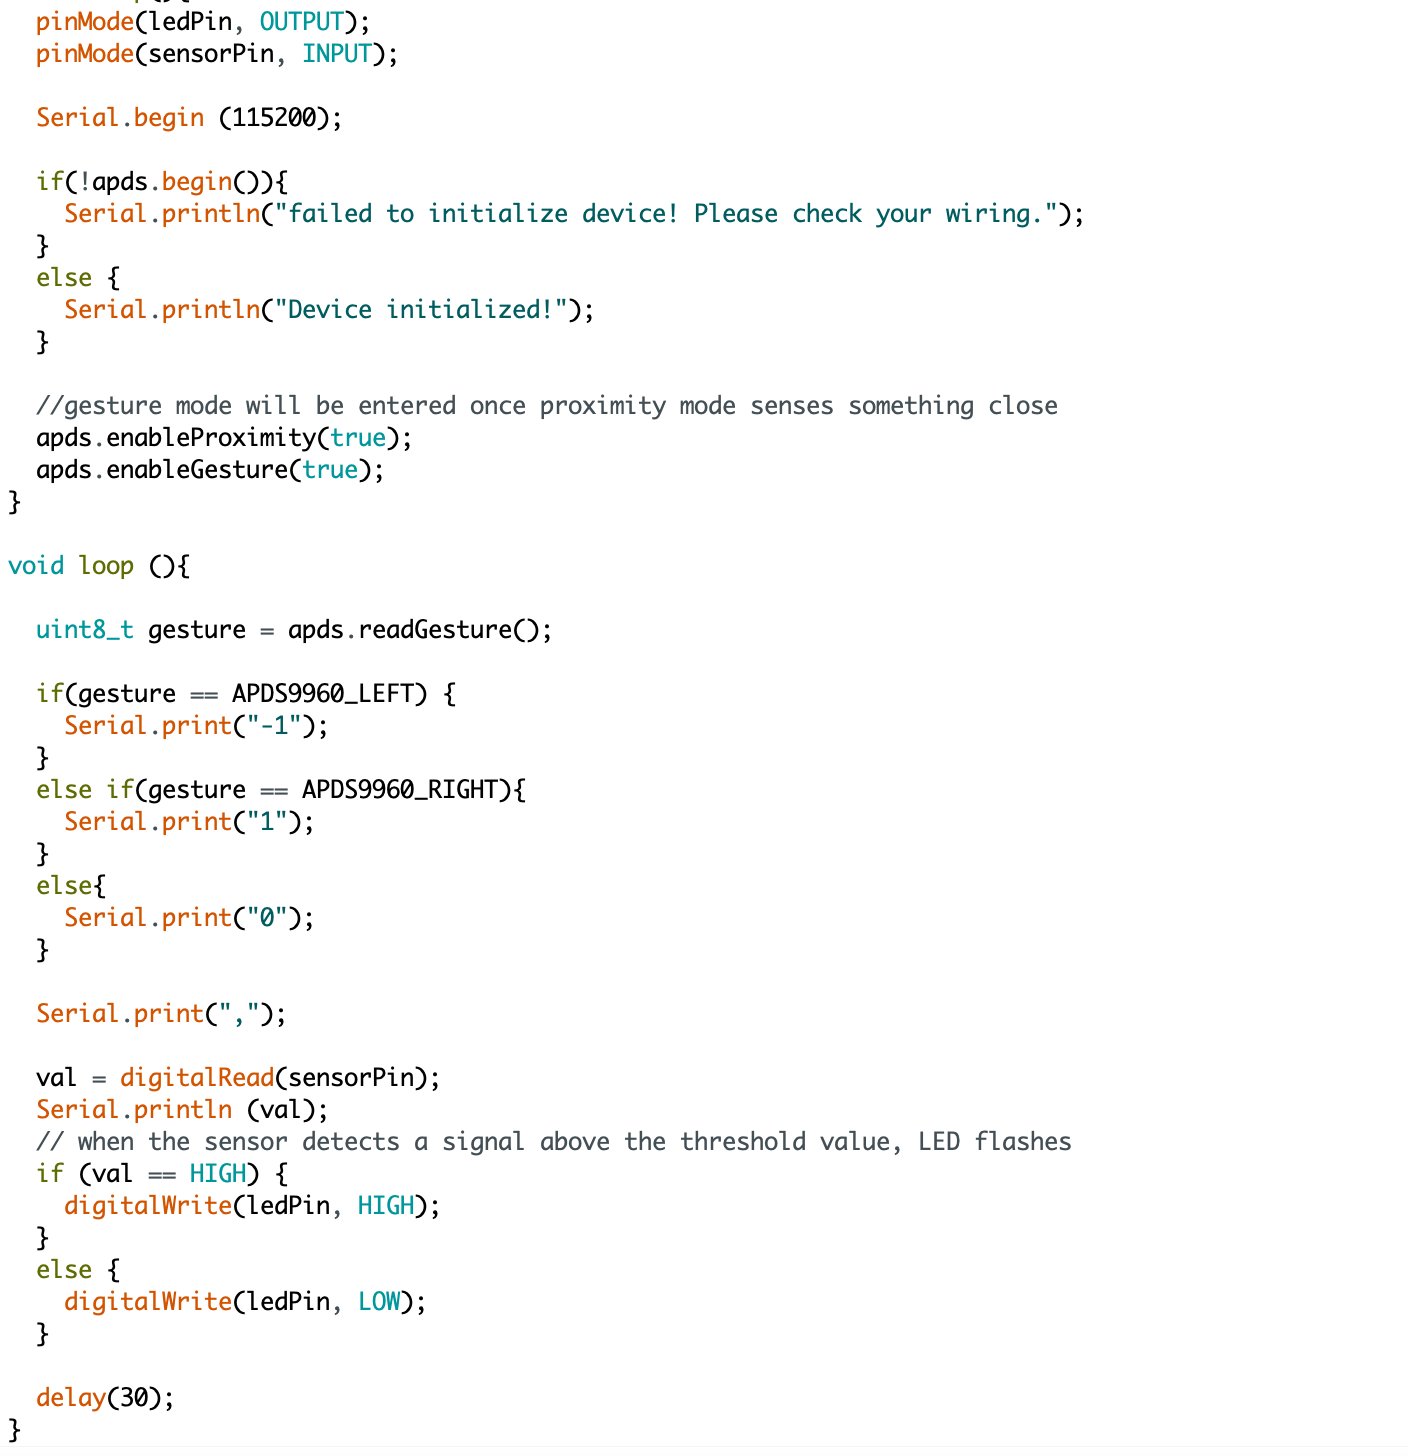 pinMode(ledPin, OUTPUT);
pinMode(sensorPin, INPUT);
Serial.begin (115200);
if(!apds.begin()){
Serial.println("failed to initialize device! Please check your wiring.");
}
else {
Serial.println("Device initialized!");
}
//gesture mode will be entered once proximity mode senses something close
apds.enableProximity(true);
apds.enableGesture(true);
}
void loop (){
uint8_t gesture = apds.readGesture();
if(gesture == APDS9960_LEFT) {
Serial.print("-1");
}
else if(gesture == APDS9960_RIGHT){
Serial.print("1");
}
else{
Serial.print("0");
}
Serial.print(",");
val = digitalRead(sensorPin);
Serial.println (val);
// when the sensor detects a signal above the threshold value, LED flashes
if (val == HIGH) {
digitalWrite(ledPin, HIGH);
}
else {
digitalWrite(ledPin, LOW);
}
delay(30);
}